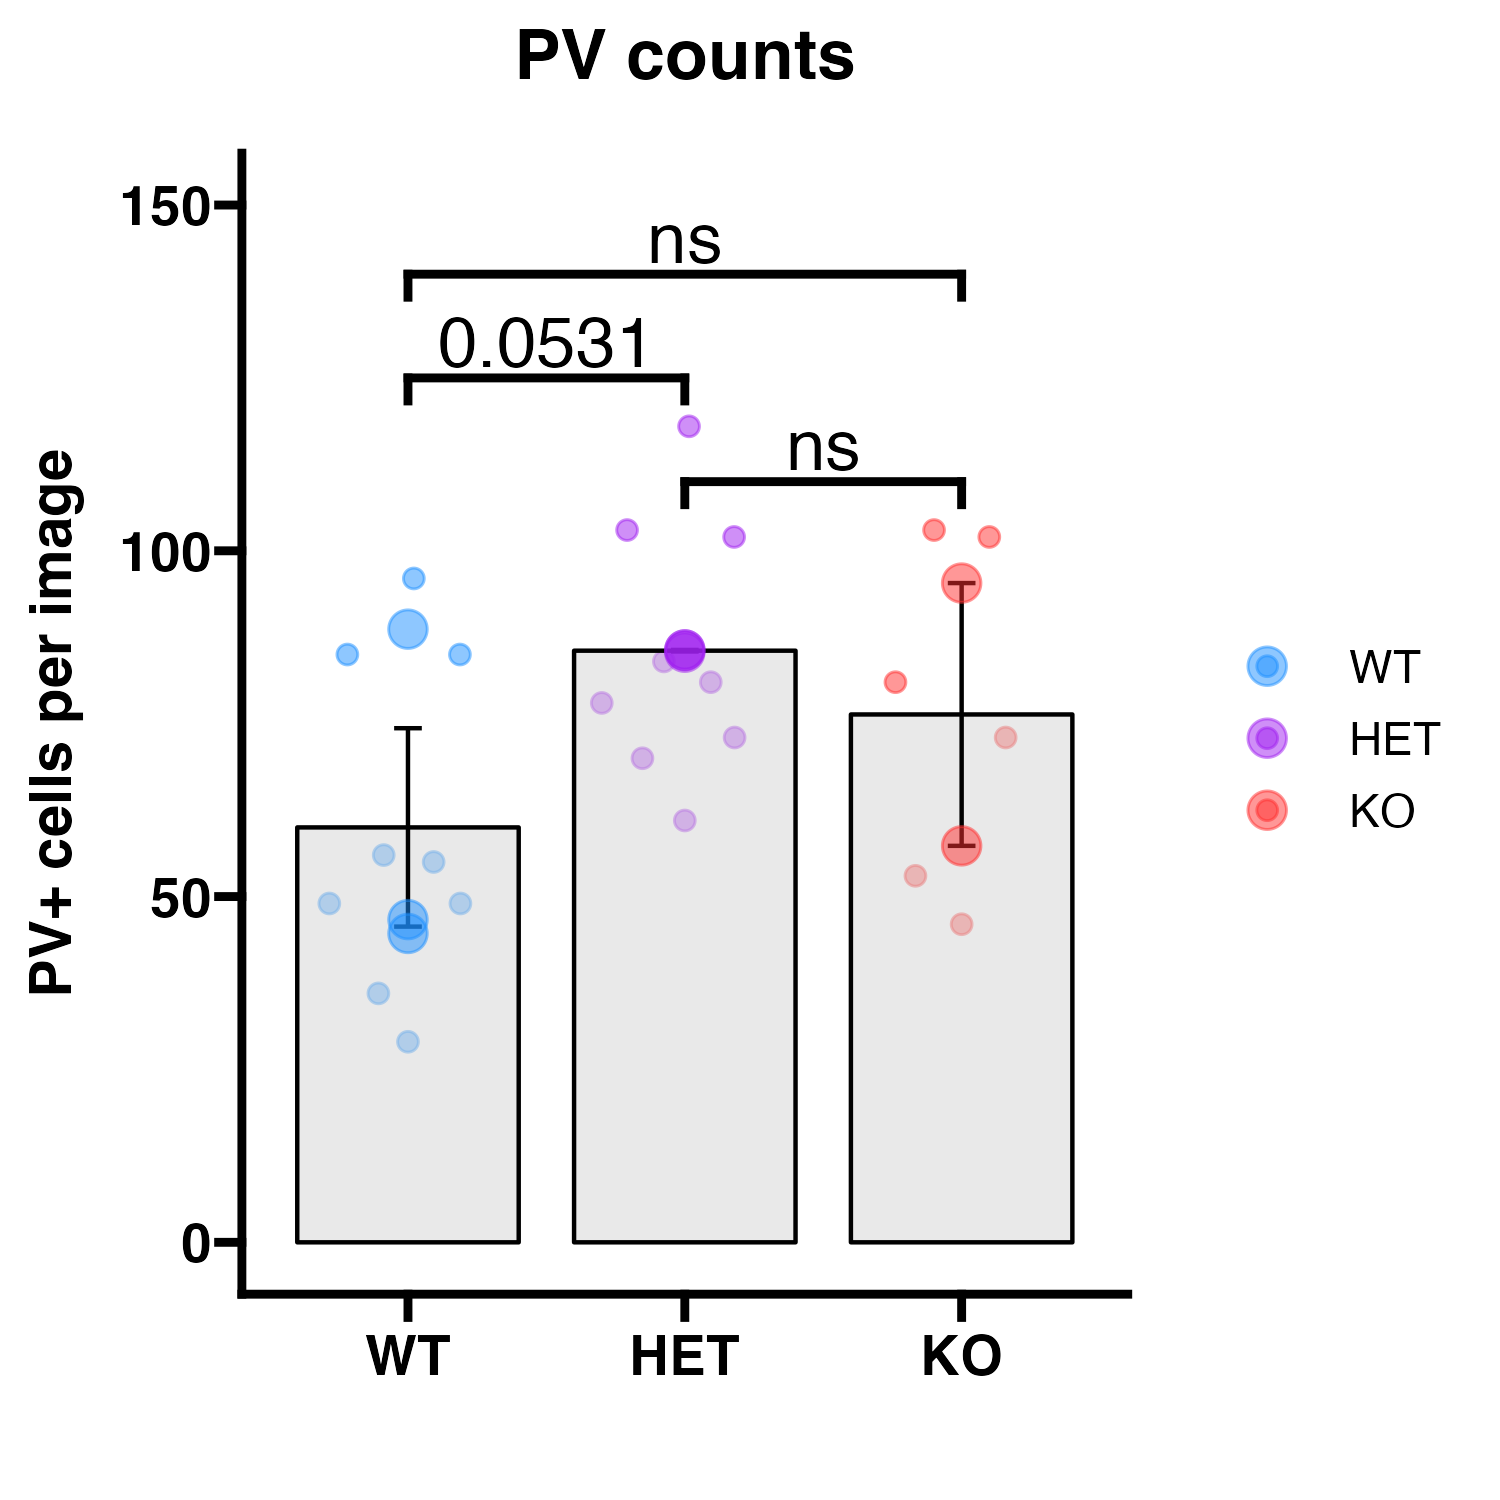 PV counts
PV+ cells per image
150
100
50
0
ns
0.0531
ns
WT
HET
KO
WT
HET
KO